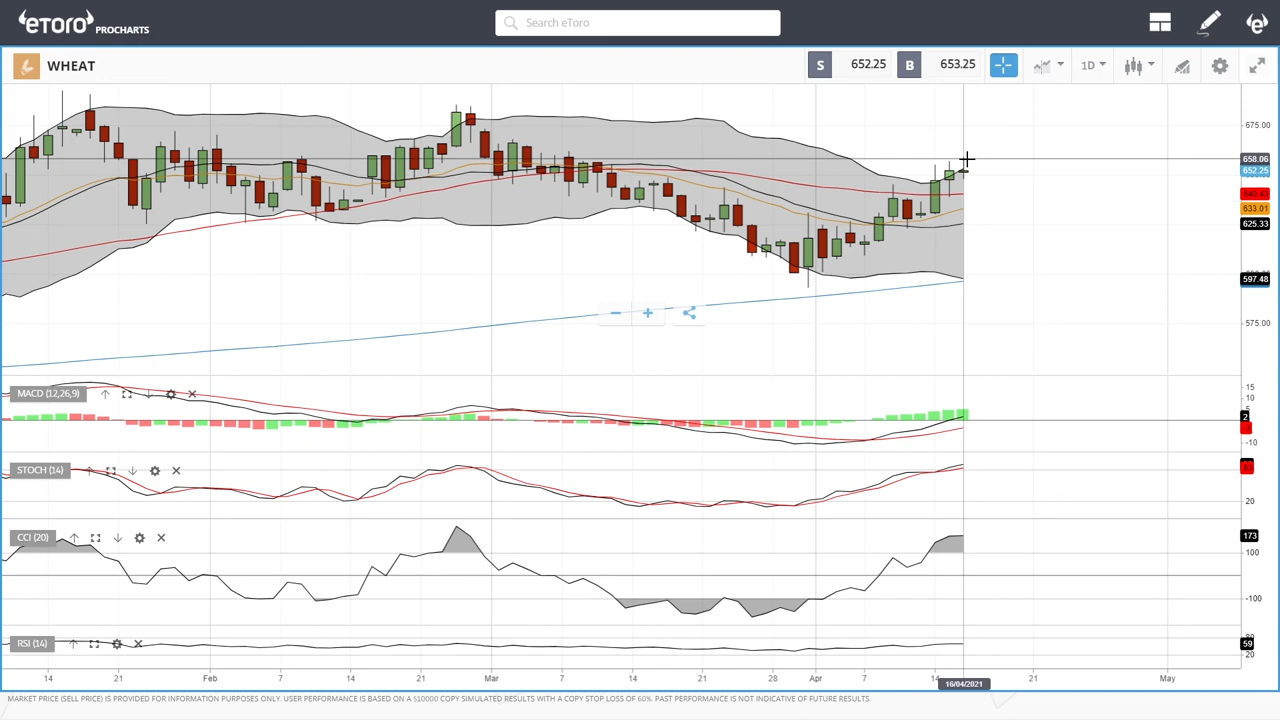 eToro PROCHARTS
Search eToro
WHEAT
S 652.25 B 653.25
1D
675.00
658.06
652.25
633.01
625.33
597.48
575.00
MACD (12,26,9)
15
10
2
-10
STOCH (14)
20
CCI (20)
173
100
-100
RSI (14)
59
20
14 21 Feb 7 14 21 Mar 7 14 21 28 Apr 7 14 21 May
16/04/2021
MARKET PRICE (SELL PRICE) IS PROVIDED FOR INFORMATION PURPOSES ONLY. USER PERFORMANCE IS BASED ON A $10000 COPY SIMULATED RESULTS WITH A COPY STOP LOSS OF 60%. PAST PERFORMANCE IS NOT INDICATIVE OF FUTURE RESULTS.